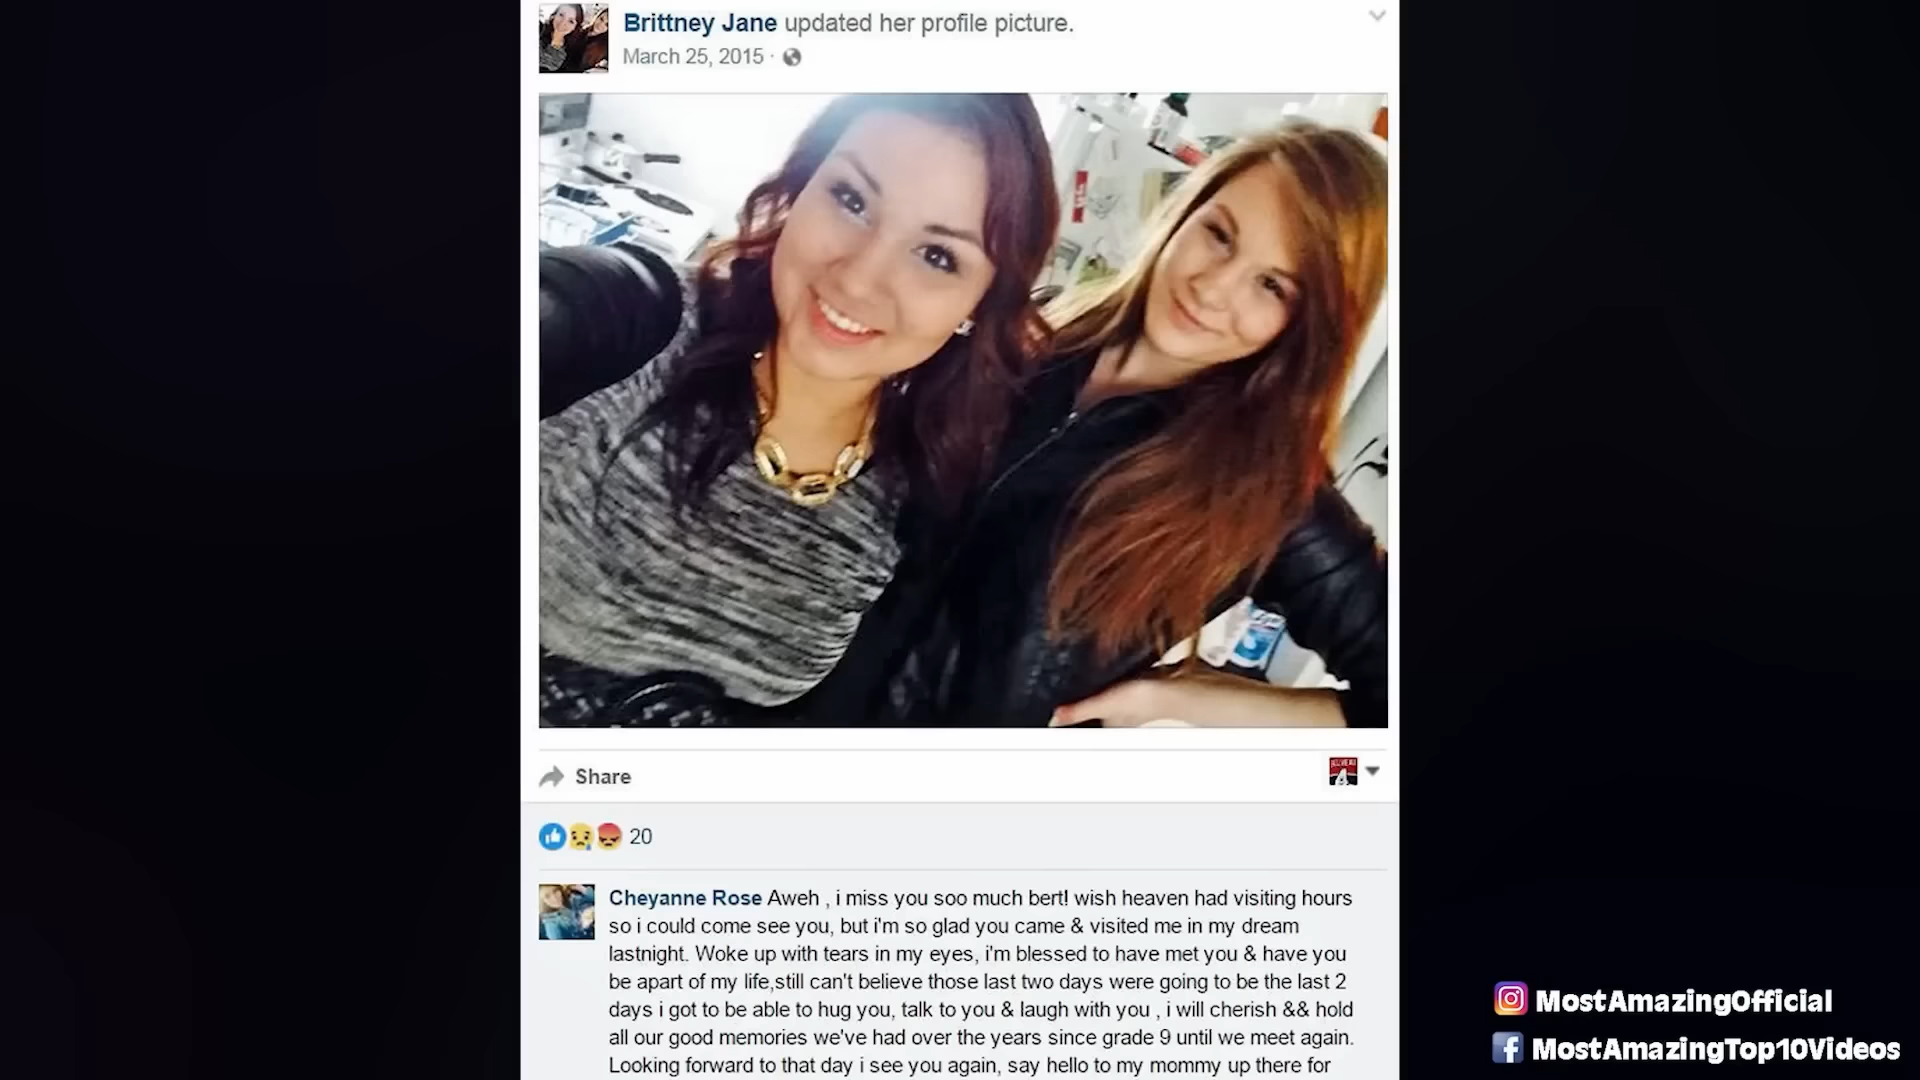 Brittney Jane updated her profile picture.
March 25, 2015 ·
Share
20
Cheyanne Rose Aweh , i miss you soo much bert! wish heaven had visiting hours
so i could come see you, but i'm so glad you came & visited me in my dream
lastnight. Woke up with tears in my eyes, i'm blessed to have met you & have you
be apart of my life,still can't believe those last two days were going to be the last 2
days i got to be able to hug you, talk to you & laugh with you , i will cherish && hold
all our good memories we've had over the years since grade 9 until we meet again.
Looking forward to that day i see you again, say hello to my mommy up there for
MostAmazingOfficial
MostAmazingTop10Videos